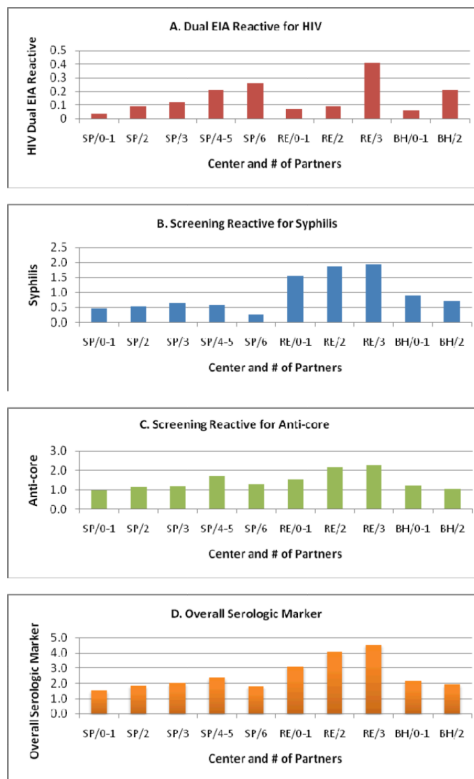 A. Dual EIA Reactive for HIV
HIV Dual EIA Reactive
0.5
0.4
0.3
0.2
0.1
0
SP/0-1 SP/2 SP/3 SP/4-5 SP/6 RE/0-1 RE/2 RE/3 BH/0-1 BH/2
Center and # of Partners
B. Screening Reactive for Syphilis
Syphilis
2.5
2.0
1.5
1.0
0.5
0.0
SP/0-1 SP/2 SP/3 SP/4-5 SP/6 RE/0-1 RE/2 RE/3 BH/0-1 BH/2
Center and # of Partners
C. Screening Reactive for Anti-core
Anti-core
3.0
2.0
1.0
0.0
SP/0-1 SP/2 SP/3 SP/4-5 SP/6 RE/0-1 RE/2 RE/3 BH/0-1 BH/2
Center and # of Partners
D. Overall Serologic Marker
Overall Serologic Marker
5.0
4.0
3.0
2.0
1.0
0.0
SP/0-1 SP/2 SP/3 SP/4-5 SP/6 RE/0-1 RE/2 RE/3 BH/0-1 BH/2
Center and # of Partners